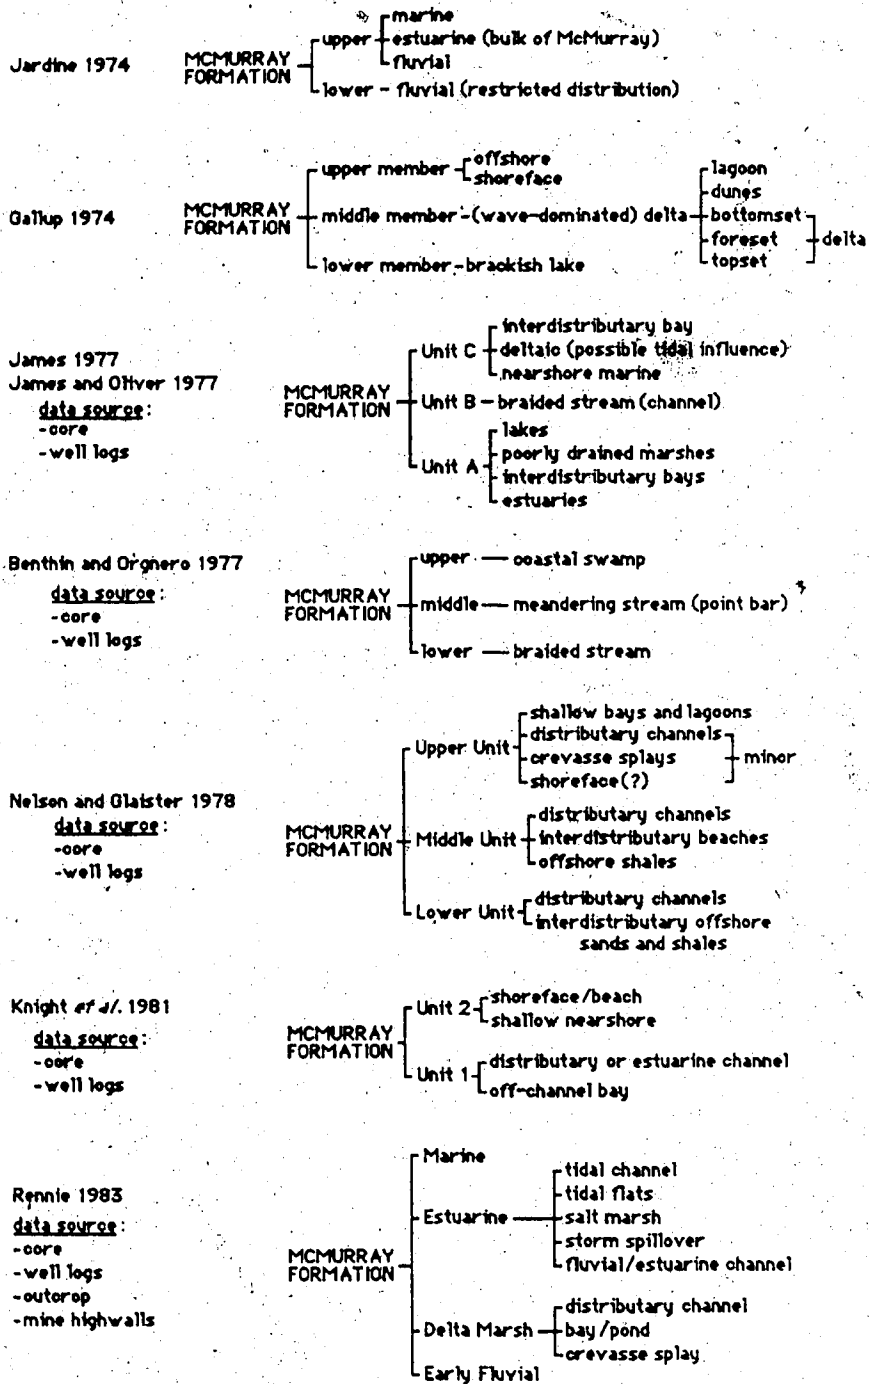 Jardine 1974
MCMURRAY
FORMATION
upper
marine
estuarine (bulk of McMurray)
fluvial
lower - fluvial (restricted distribution)
Gallup 1974
MCMURRAY
FORMATION
upper member
offshore
shoreface
middle member - (wave-dominated) delta
lagoon
dunes
bottomset
foreset
topset
delta
lower member - brackish lake
James 1977
James and Oliver 1977
data source:
-core
-well logs
MCMURRAY
FORMATION
Unit C
interdistributary bay
deltaic (possible tidal influence)
nearshore marine
Unit B - braided stream (channel)
Unit A
lakes
poorly drained marshes
interdistributary bays
estuaries
Benthin and Orgnero 1977
data source:
-core
-well logs
MCMURRAY
FORMATION
upper — coastal swamp
middle — meandering stream (point bar)
lower — braided stream
Nelson and Glaister 1978
data source:
-core
-well logs
MCMURRAY
FORMATION
Upper Unit
shallow bays and lagoons
distributary channels
crevasse splays
shoreface(?)
minor
Middle Unit
distributary channels
interdistributary beaches
offshore shales
Lower Unit
distributary channels
interdistributary offshore
sands and shales
Knight et al. 1981
data source:
-core
-well logs
MCMURRAY
FORMATION
Unit 2
shoreface/beach
shallow nearshore
Unit 1
distributary or estuarine channel
off-channel bay
Rennie 1983
data source:
-core
-well logs
-outcrop
-mine highwalls
MCMURRAY
FORMATION
Marine
Estuarine
tidal channel
tidal flats
salt marsh
storm spillover
fluvial/estuarine channel
Delta Marsh
distributary channel
bay/pond
crevasse splay
Early Fluvial